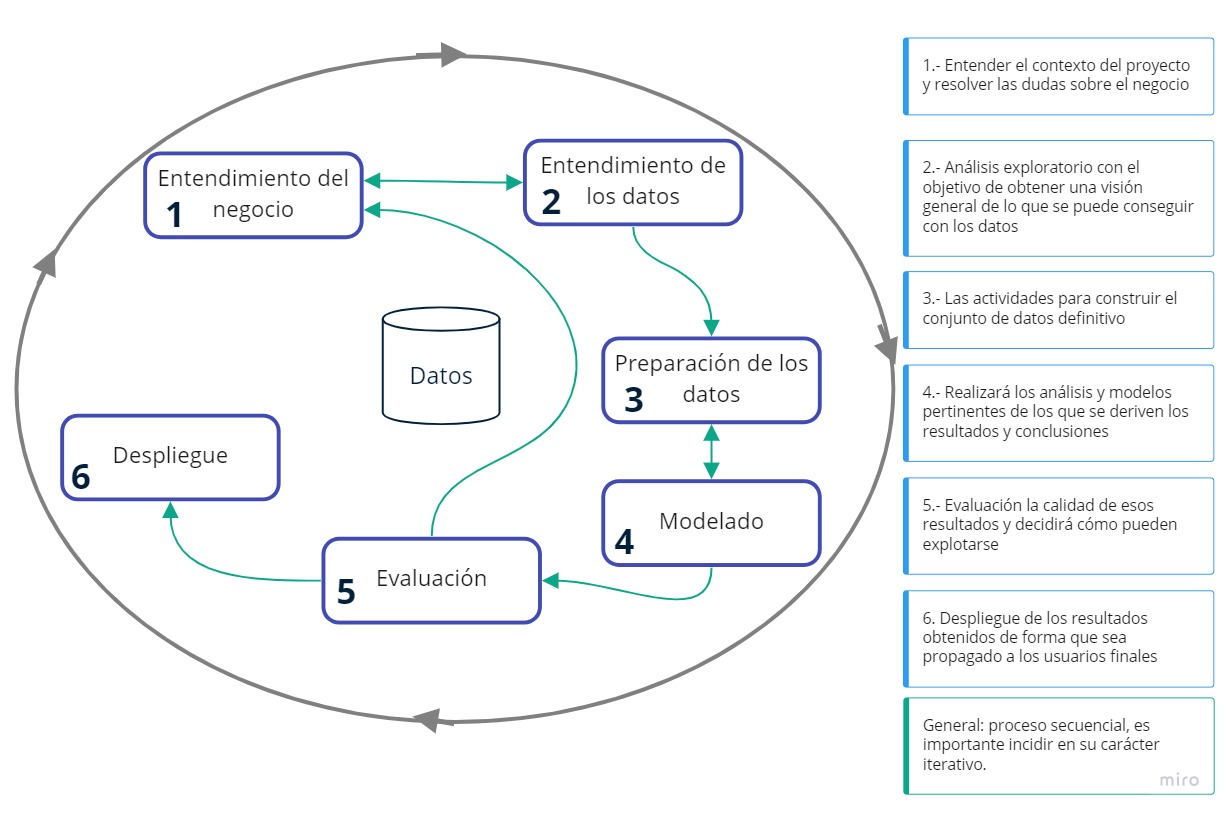 Entendimiento del
negocio
1
Entendimiento de
los datos
2
Preparación de los
datos
3
Modelado
4
Evaluación
5
Despliegue
6
Datos
1.- Entender el contexto del proyecto
y resolver las dudas sobre el negocio
2.- Análisis exploratorio con el
objetivo de obtener una visión
general de lo que se puede conseguir
con los datos
3.- Las actividades para construir el
conjunto de datos definitivo
4.- Realizará los análisis y modelos
pertinentes de los que se deriven los
resultados y conclusiones
5.- Evaluación la calidad de esos
resultados y decidirá cómo pueden
explotarse
6. Despliegue de los resultados
obtenidos de forma que sea
propagado a los usuarios finales
General: proceso secuencial, es
importante incidir en su carácter
iterativo.
miro